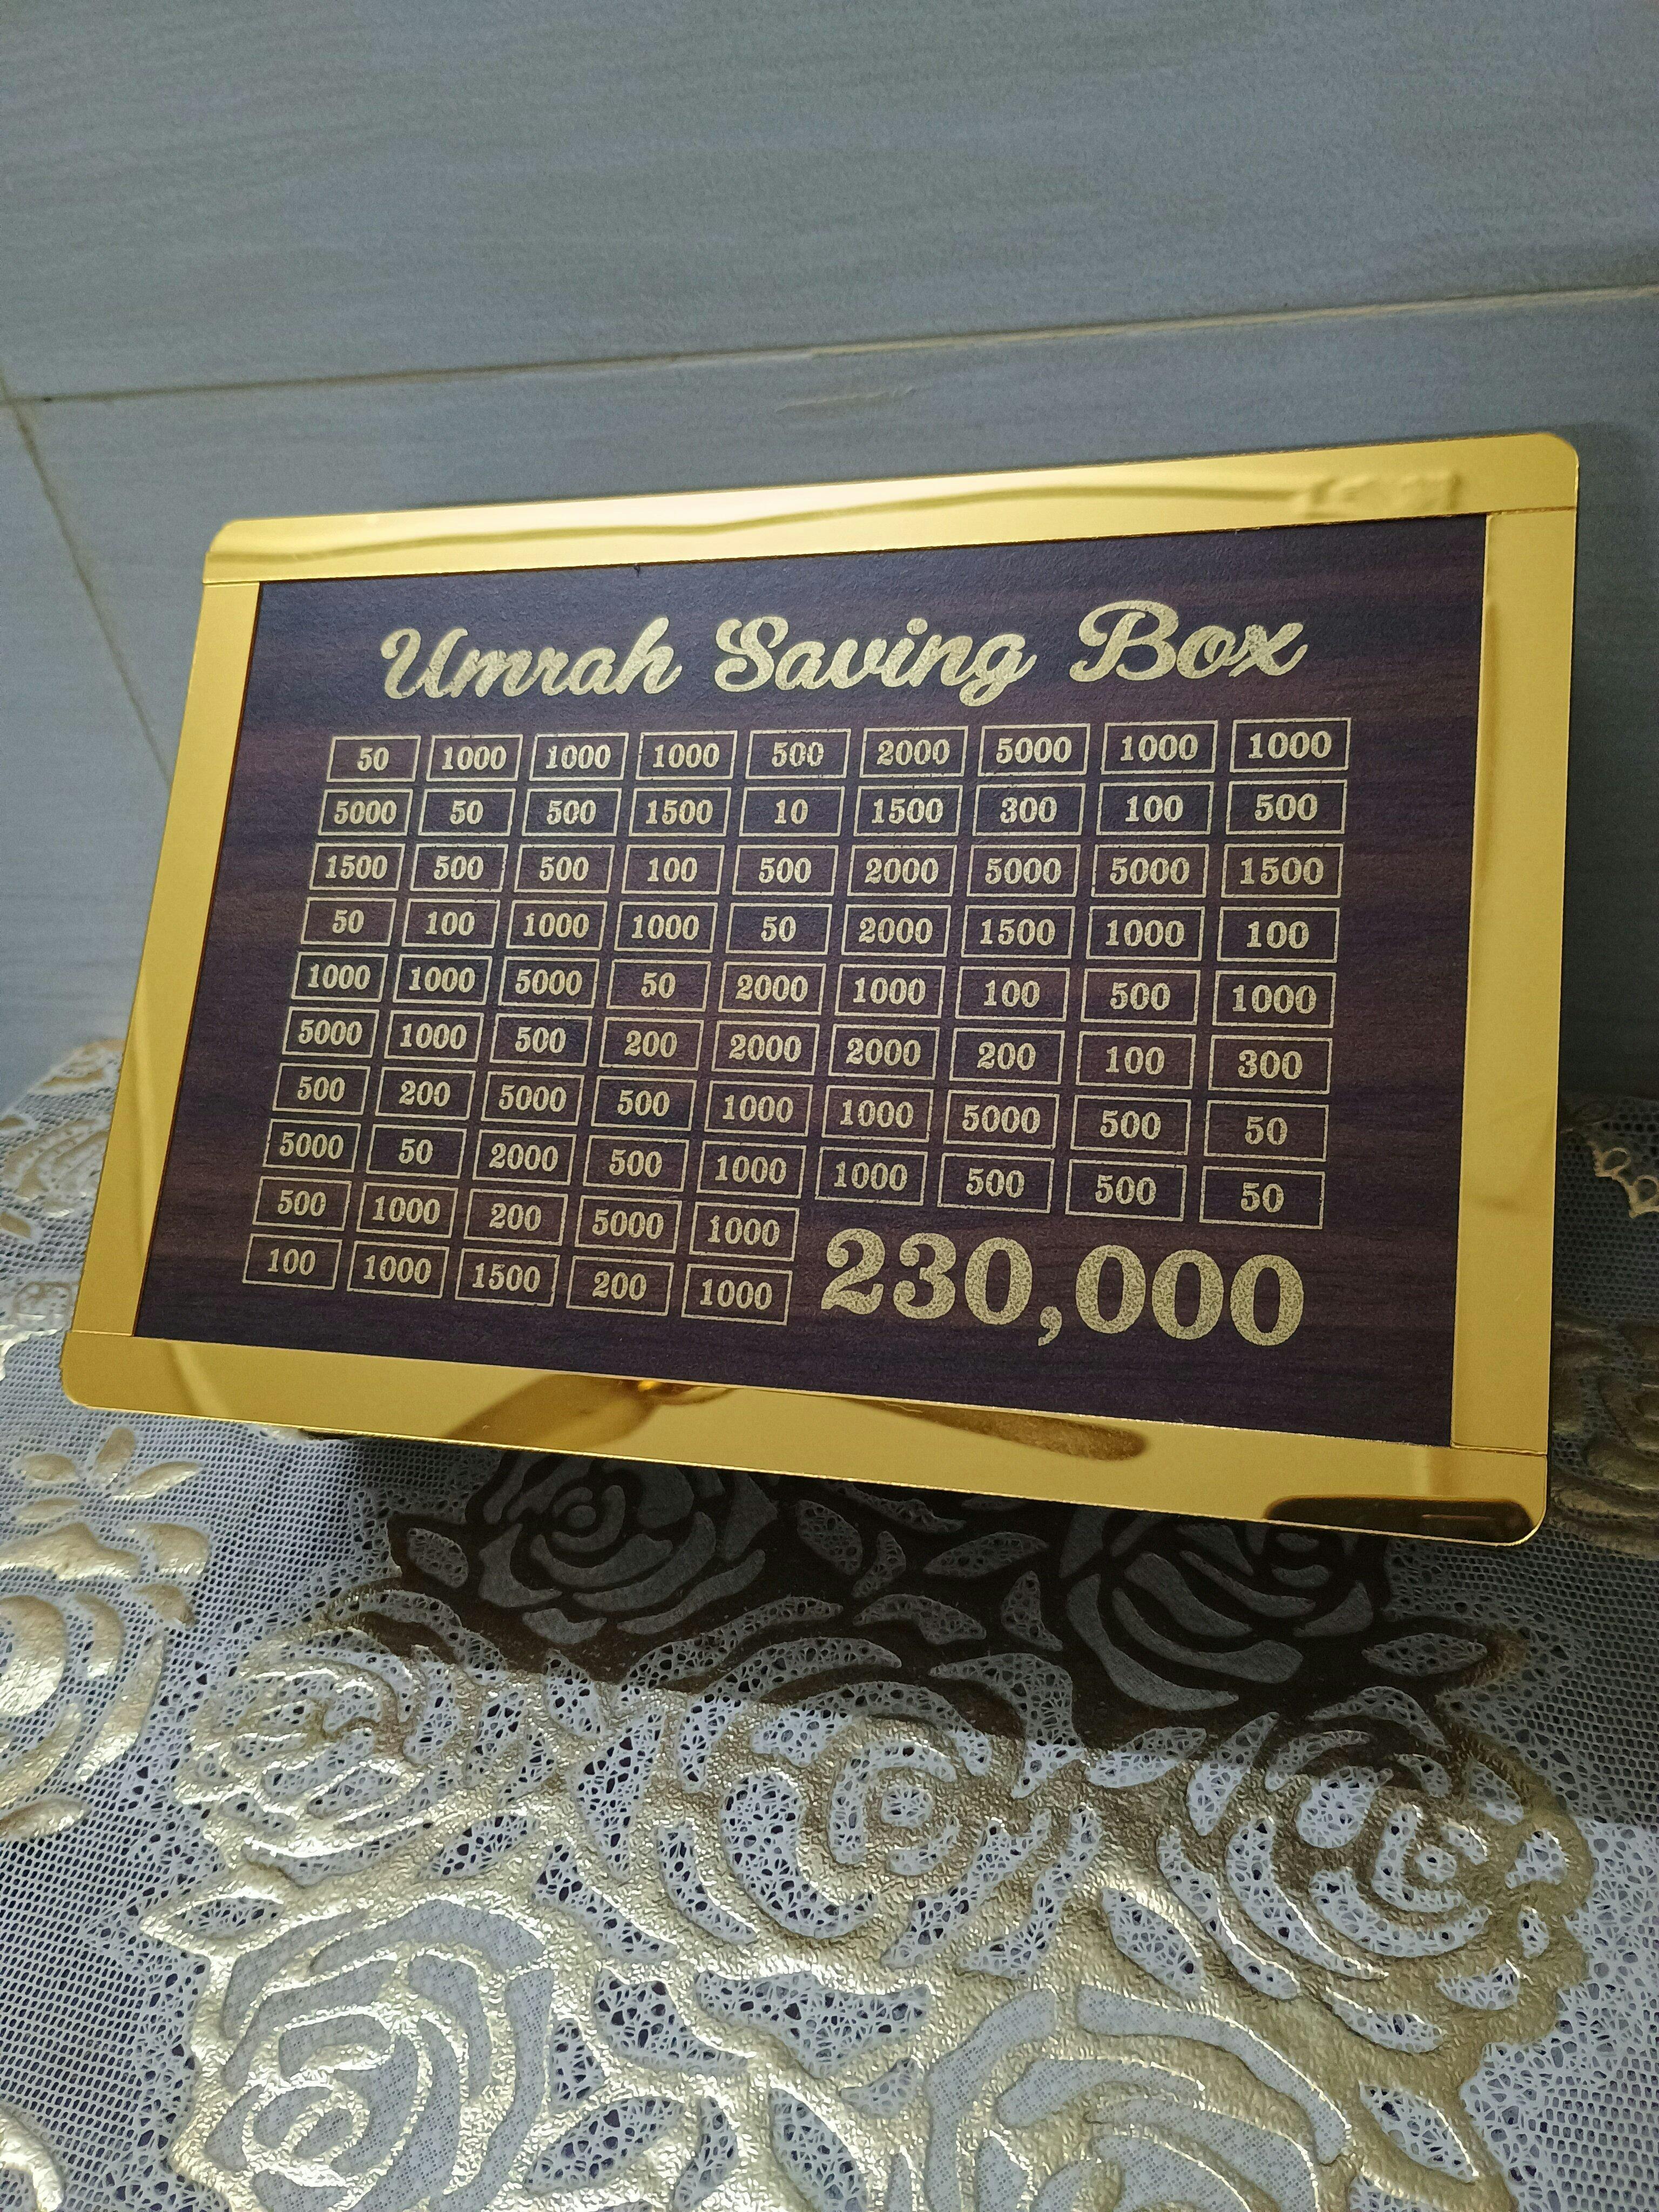 Umrah Saving Box
50 1000 1000 1000 500 2000 5000 1000 1000
5000 50 500 1500 10 1500 300 100 500
1500 500 500 100 500 2000 5000 5000 1500
50 100 1000 1000 50 2000 1500 1000 100
1000 1000 5000 50 2000 1000 100 500 1000
5000 1000 500 200 2000 2000 200 100 300
500 200 5000 500 1000 1000 5000 500 50
5000 50 2000 500 1000 1000 500 500 50
500 1000 200 5000 1000
100 1000 1500 200 1000
230,000